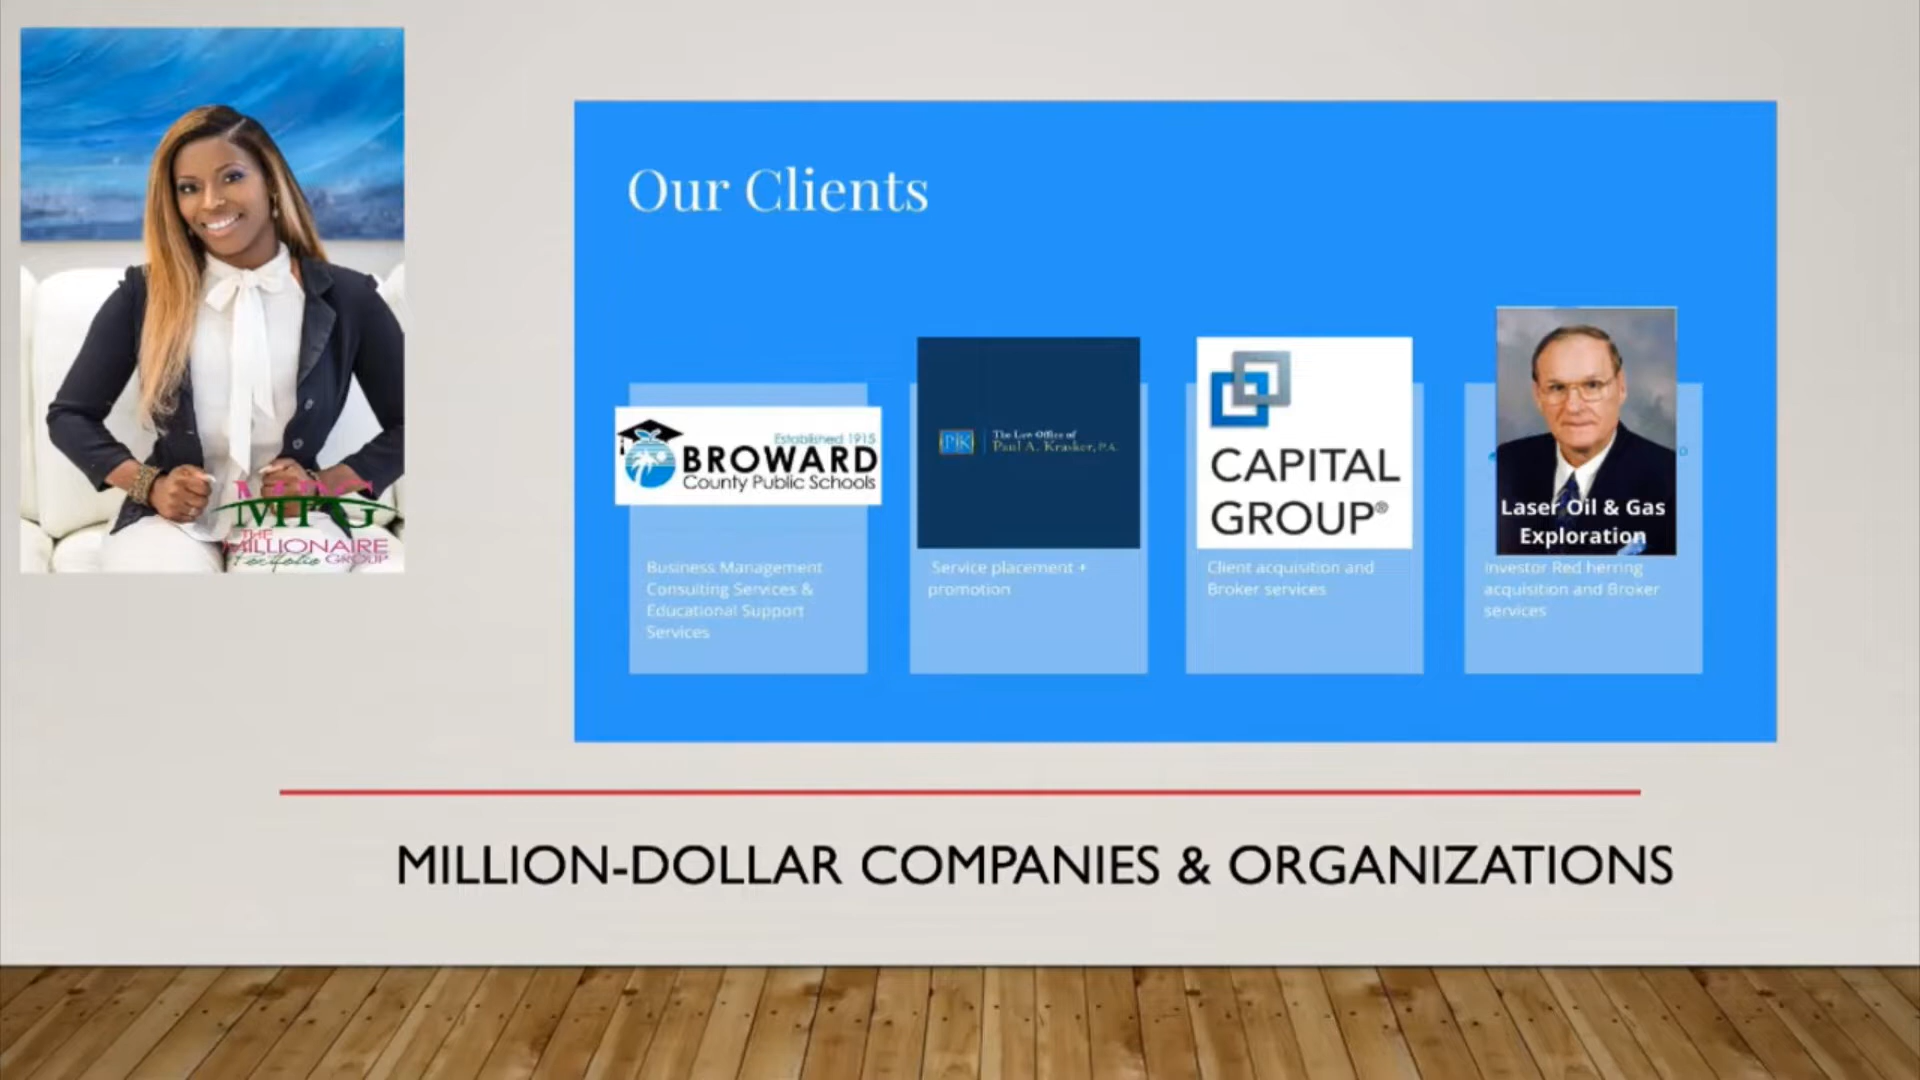 MPG
THE
MILLIONAIRE
Portfolio GROUP
Our Clients
Established 1915
BROWARD
County Public Schools
Business Management
Consulting Services &
Educational Support
Services
PK
The Law Office of
Paul A. Krasker, P.A.
Service placement +
promotion
CAPITAL
GROUP®
Client acquisition and
Broker services
Laser Oil & Gas
Exploration
Investor Red herring
acquisition and Broker
services
MILLION-DOLLAR COMPANIES & ORGANIZATIONS